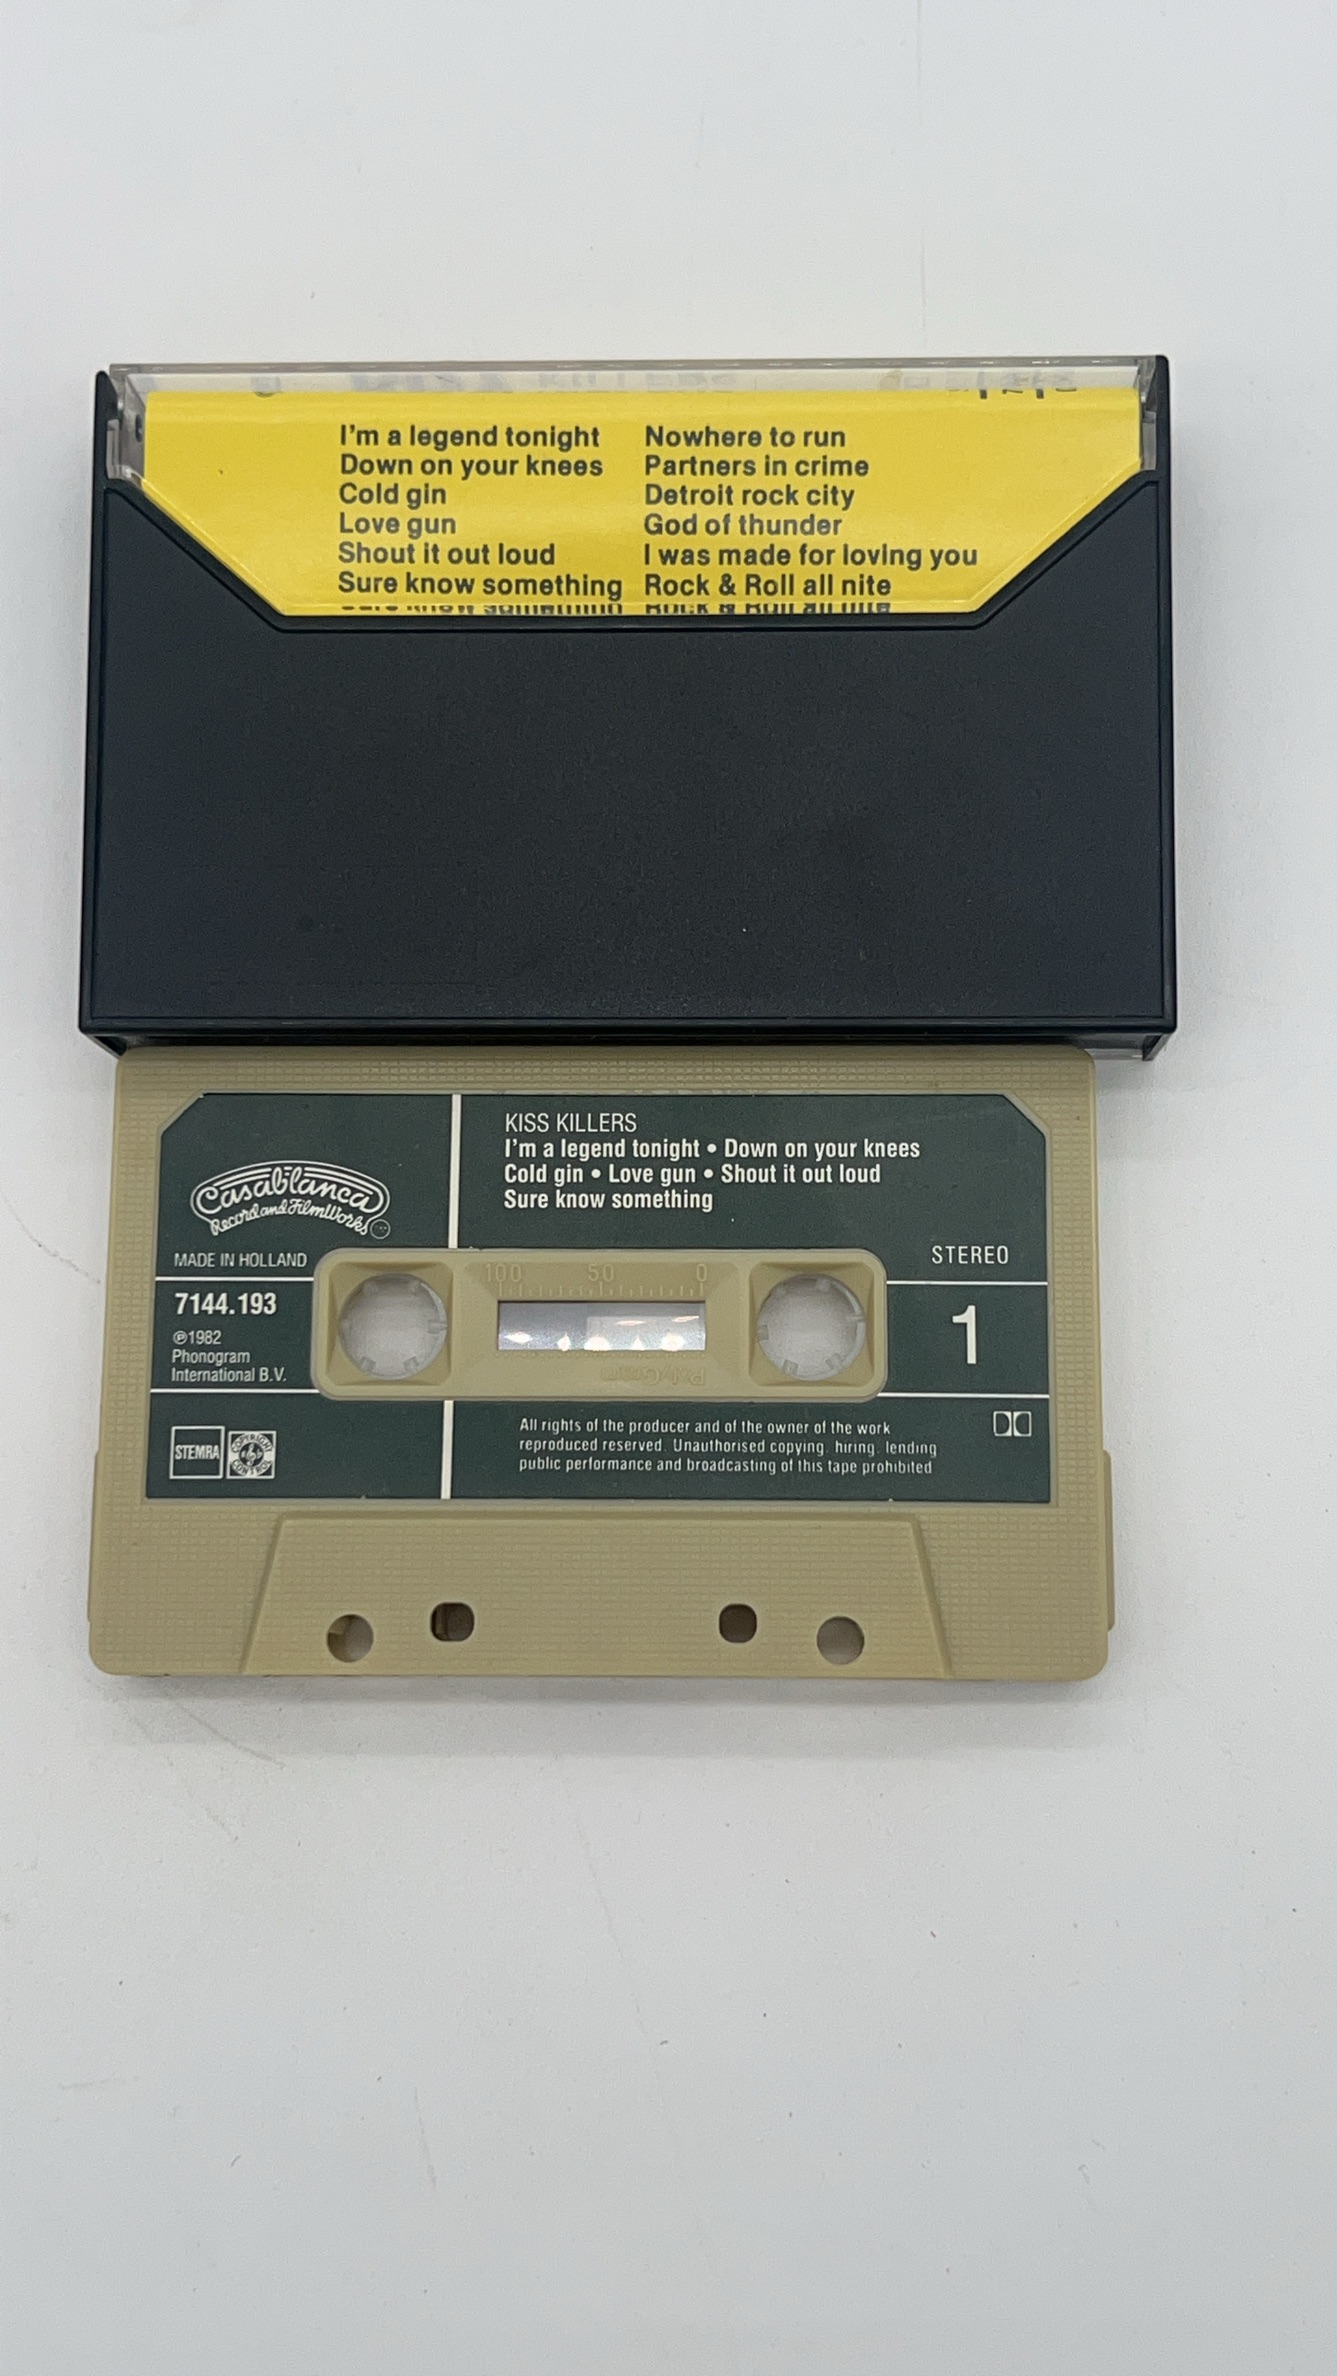 I'm a legend tonight
Down on your knees
Cold gin
Love gun
Shout it out loud
Sure know something
Nowhere to run
Partners in crime
Detroit rock city
God of thunder
I was made for loving you
Rock & Roll all nite
Casablanca
Record and FilmWorks
MADE IN HOLLAND
7144.193
℗1982
Phonogram
International B.V.
STEMRA
COPYRIGHT
CONTROL
KISS KILLERS
I'm a legend tonight • Down on your knees
Cold gin • Love gun • Shout it out loud
Sure know something
STEREO
1
100 50 0
PolyGram
All rights of the producer and of the owner of the work
reproduced reserved. Unauthorised copying. hiring. lending
public performance and broadcasting of this tape prohibited